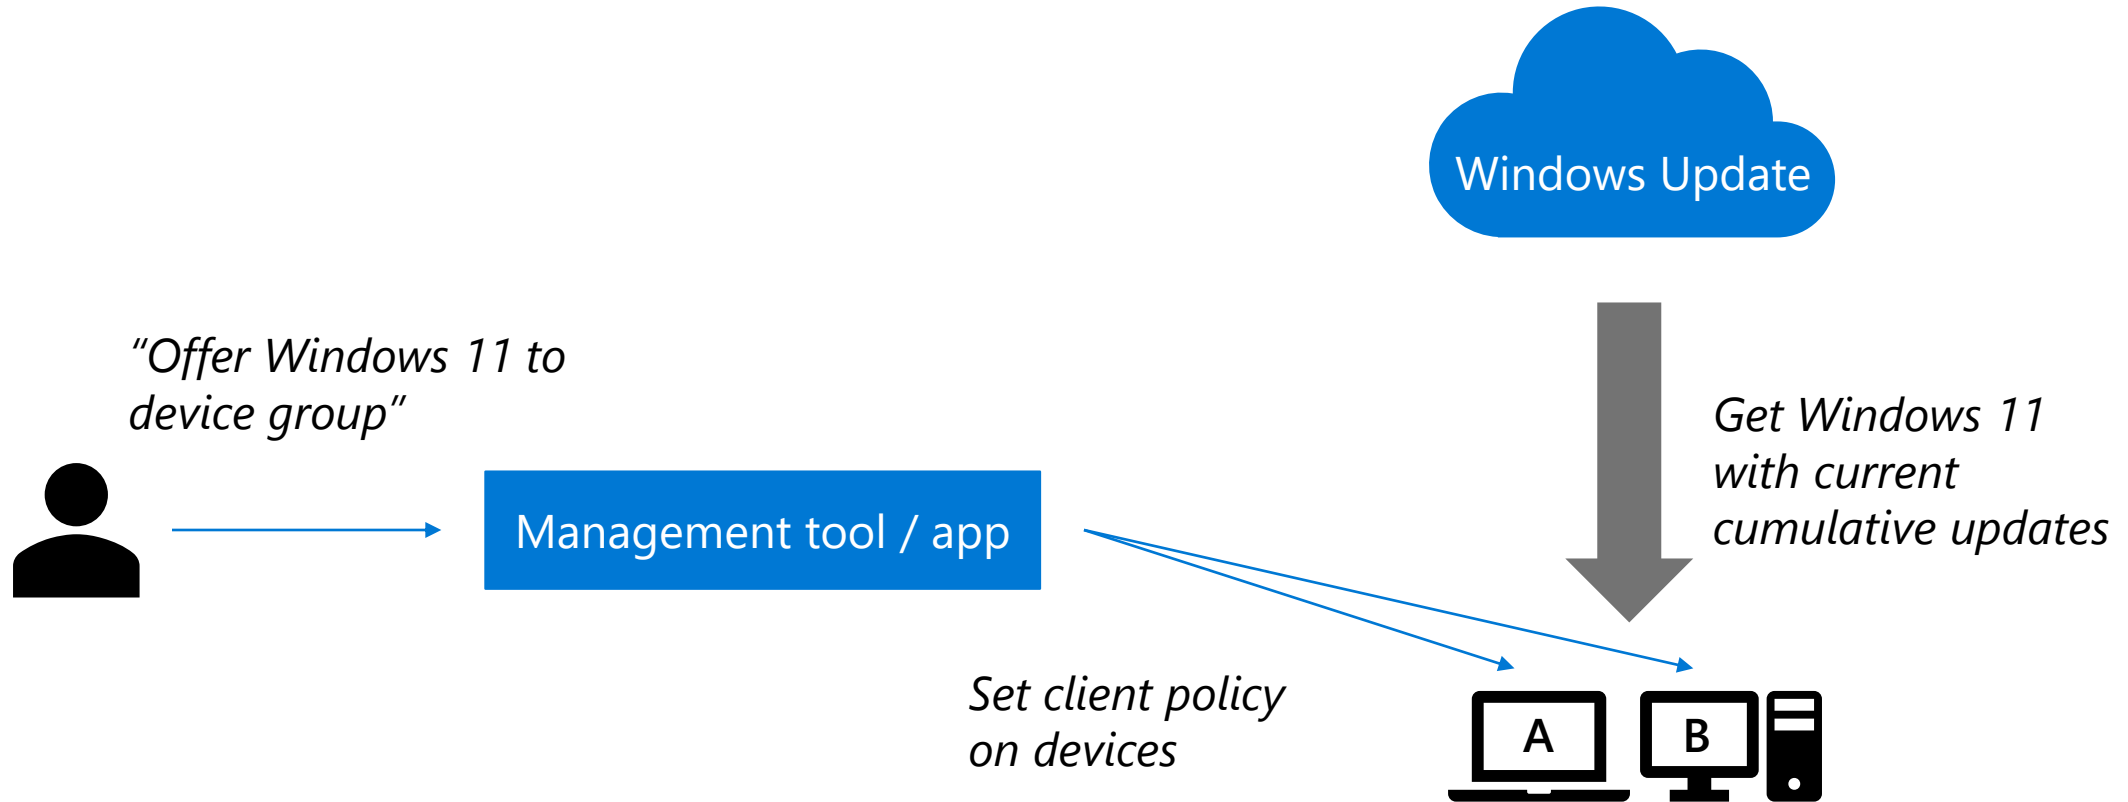 Windows Update
“Offer Windows 11 to
device group”
Management tool / app
Get Windows 11
with current
cumulative updates
Set client policy
on devices
A
B